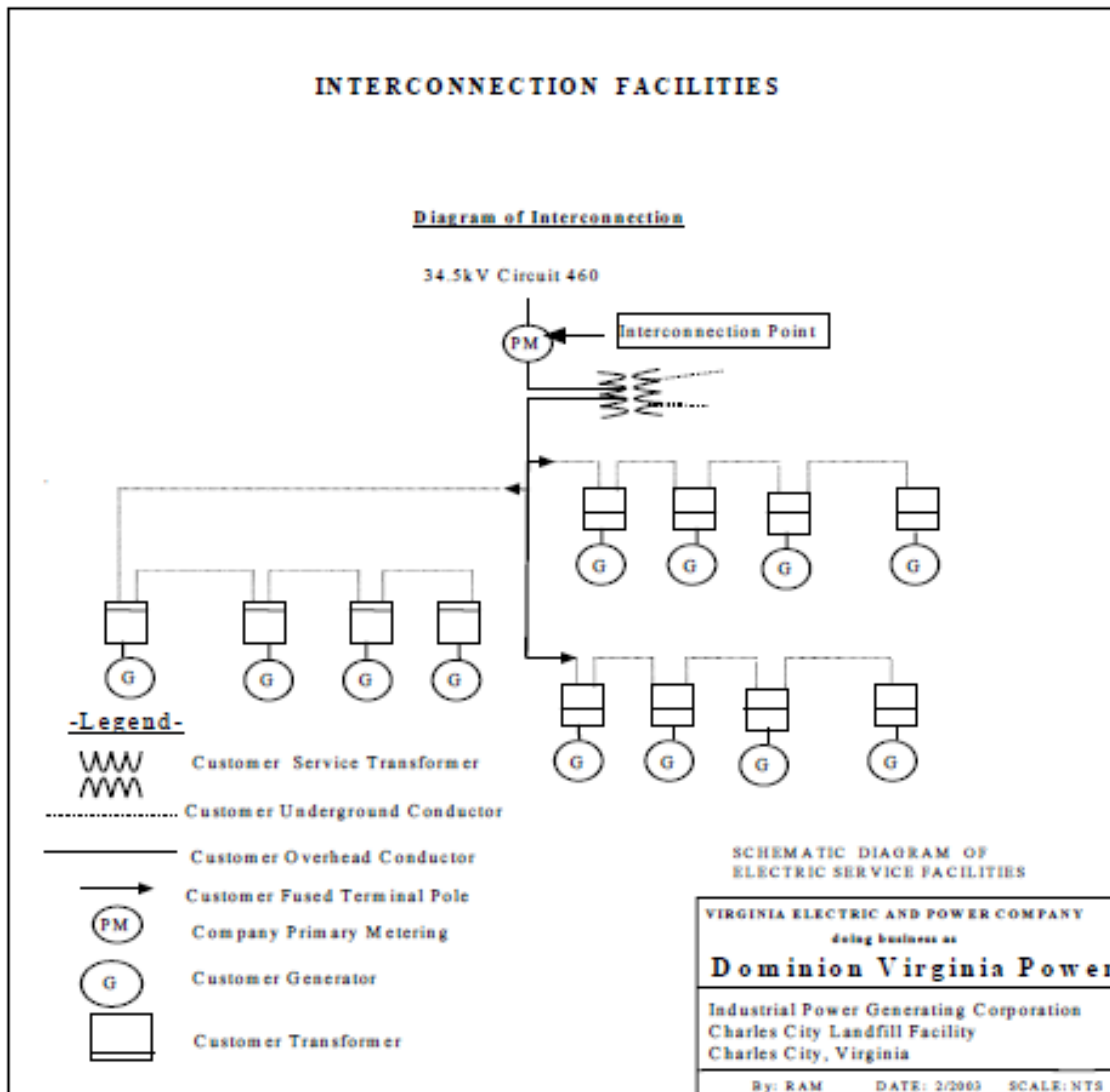 INTERCONNECTION FACILITIES
Diagram of Interconnection
34.5kV Circuit 460
PM
Interconnection Point
G
G
G
G
G
G
G
G
G
G
G
G
-Legend-
Customer Service Transformer
Customer Underground Conductor
Customer Overhead Conductor
Customer Fused Terminal Pole
PM
Company Primary Metering
G
Customer Generator
Customer Transformer
SCHEMATIC DIAGRAM OF
ELECTRIC SERVICE FACILITIES
VIRGINIA ELECTRIC AND POWER COMPANY
doing business as
Dominion Virginia Power
Industrial Power Generating Corporation
Charles City Landfill Facility
Charles City, Virginia
By: RAM DATE: 2/2003 SCALE: NTS